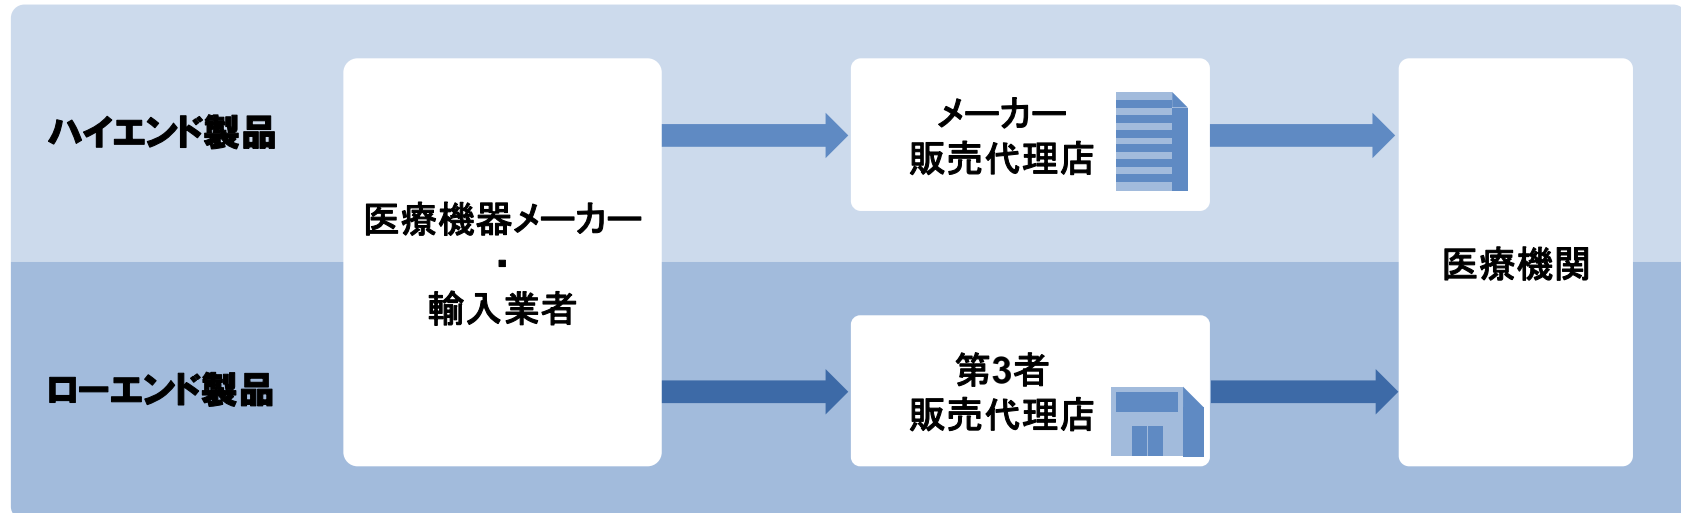 ハイエンド製品
医療機器メーカー
・
輸入業者
メーカー
販売代理店
医療機関
ローエンド製品
第3者
販売代理店